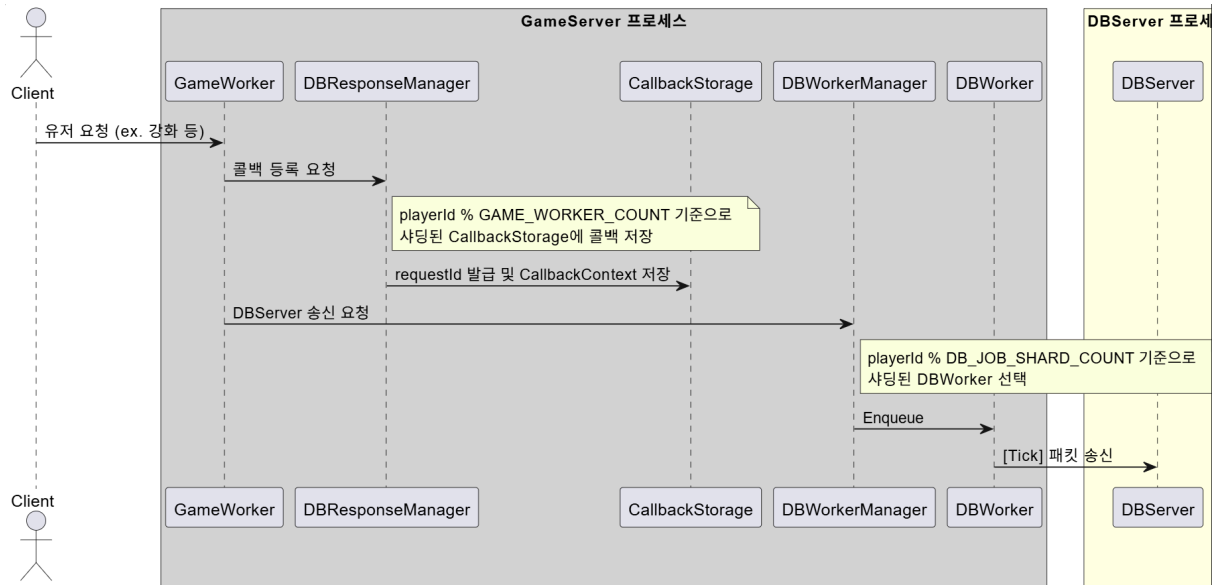 GameServer 프로세스
DBServer 프로세
Client
GameWorker
DBResponseManager
CallbackStorage
DBWorkerManager
DBWorker
DBServer
유저 요청 (ex. 강화 등)
콜백 등록 요청
playerId % GAME_WORKER_COUNT 기준으로
샤딩된 CallbackStorage에 콜백 저장
requestId 발급 및 CallbackContext 저장
DBServer 송신 요청
playerId % DB_JOB_SHARD_COUNT 기준으로
샤딩된 DBWorker 선택
Enqueue
[Tick] 패킷 송신
Client
GameWorker
DBResponseManager
CallbackStorage
DBWorkerManager
DBWorker
DBServer